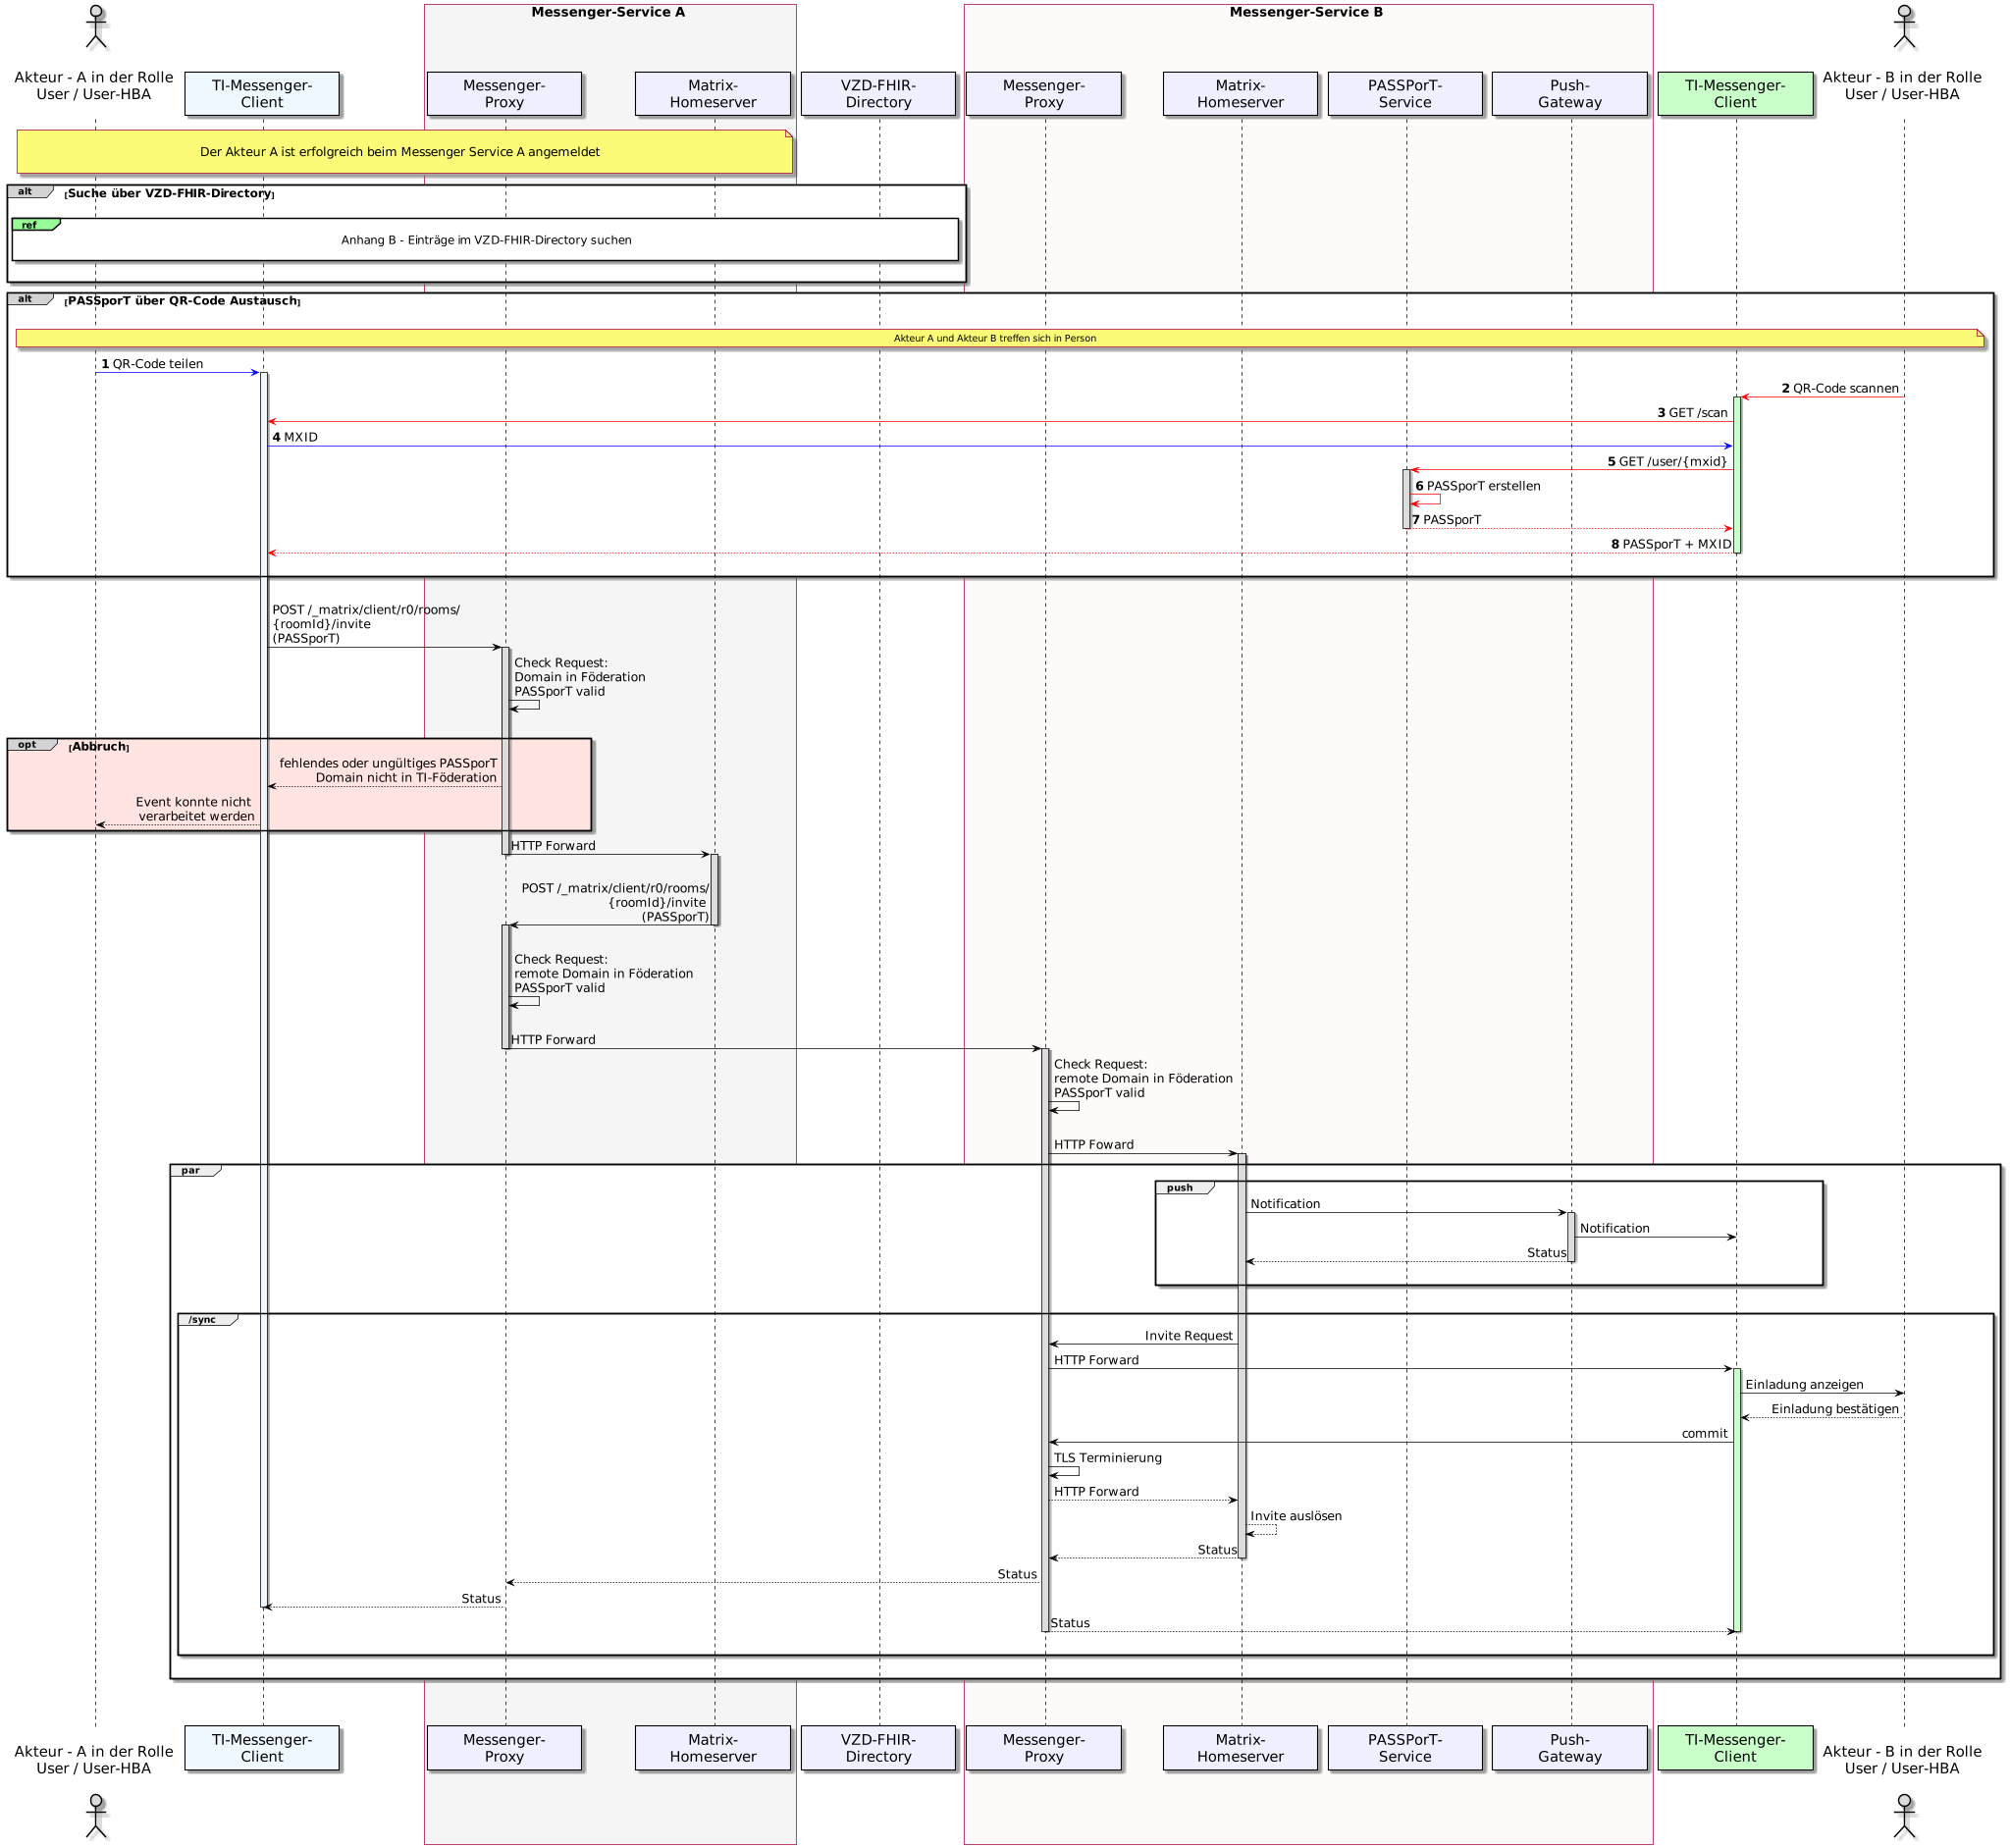 Messenger-Service A
Messenger-Service B
Akteur - A in der Rolle
User / User-HBA
TI-Messenger-
Client
Messenger-
Proxy
Matrix-
Homeserver
VZD-FHIR-
Directory
Messenger-
Proxy
Matrix-
Homeserver
PASSPorT-
Service
Push-
Gateway
TI-Messenger-
Client
Akteur - B in der Rolle
User / User-HBA
Der Akteur A ist erfolgreich beim Messenger Service A angemeldet
alt [Suche über VZD-FHIR-Directory]
ref
Anhang B - Einträge im VZD-FHIR-Directory suchen
alt [PASSporT über QR-Code Austausch]
Akteur A und Akteur B treffen sich in Person
1 QR-Code teilen
2 QR-Code scannen
3 GET /scan
4 MXID
5 GET /user/{mxid}
6 PASSporT erstellen
7 PASSporT
8 PASSporT + MXID
POST /_matrix/client/r0/rooms/
{roomId}/invite
(PASSporT)
Check Request:
Domain in Föderation
PASSporT valid
opt [Abbruch]
fehlendes oder ungültiges PASSporT
Domain nicht in TI-Föderation
Event konnte nicht
verarbeitet werden
HTTP Forward
POST /_matrix/client/r0/rooms/
{roomId}/invite
(PASSporT)
Check Request:
remote Domain in Föderation
PASSporT valid
HTTP Forward
Check Request:
remote Domain in Föderation
PASSporT valid
HTTP Foward
par
push
Notification
Notification
Status
/sync
Invite Request
HTTP Forward
Einladung anzeigen
Einladung bestätigen
commit
TLS Terminierung
HTTP Forward
Invite auslösen
Status
Status
Status
Status
Akteur - A in der Rolle
User / User-HBA
TI-Messenger-
Client
Messenger-
Proxy
Matrix-
Homeserver
VZD-FHIR-
Directory
Messenger-
Proxy
Matrix-
Homeserver
PASSPorT-
Service
Push-
Gateway
TI-Messenger-
Client
Akteur - B in der Rolle
User / User-HBA